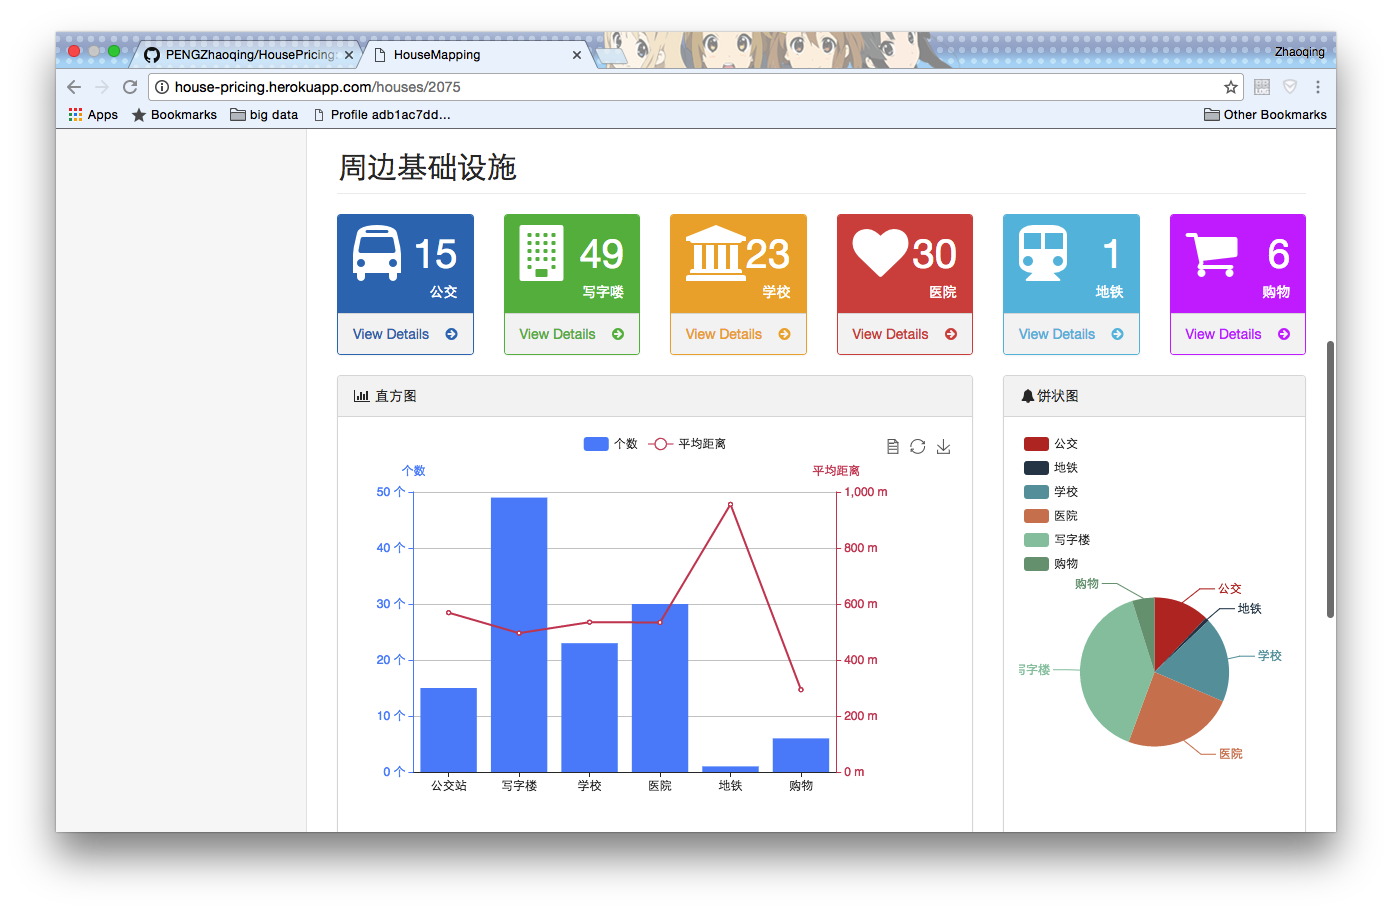 PENGZhaoqing/HousePricing
HouseMapping
Zhaoqing
house-pricing.herokuapp.com/houses/2075
Apps
Bookmarks
big data
Profile adb1ac7dd...
Other Bookmarks
周边基础设施
15
公交
View Details
49
写字喽
View Details
23
学校
View Details
30
医院
View Details
1
地铁
View Details
6
购物
View Details
直方图
个数
平均距离
个数
平均距离
50 个
40 个
30 个
20 个
10 个
0 个
1,000 m
800 m
600 m
400 m
200 m
0 m
公交站
写字楼
学校
医院
地铁
购物
饼状图
公交
地铁
学校
医院
写字楼
购物
购物
公交
地铁
学校
写字楼
医院